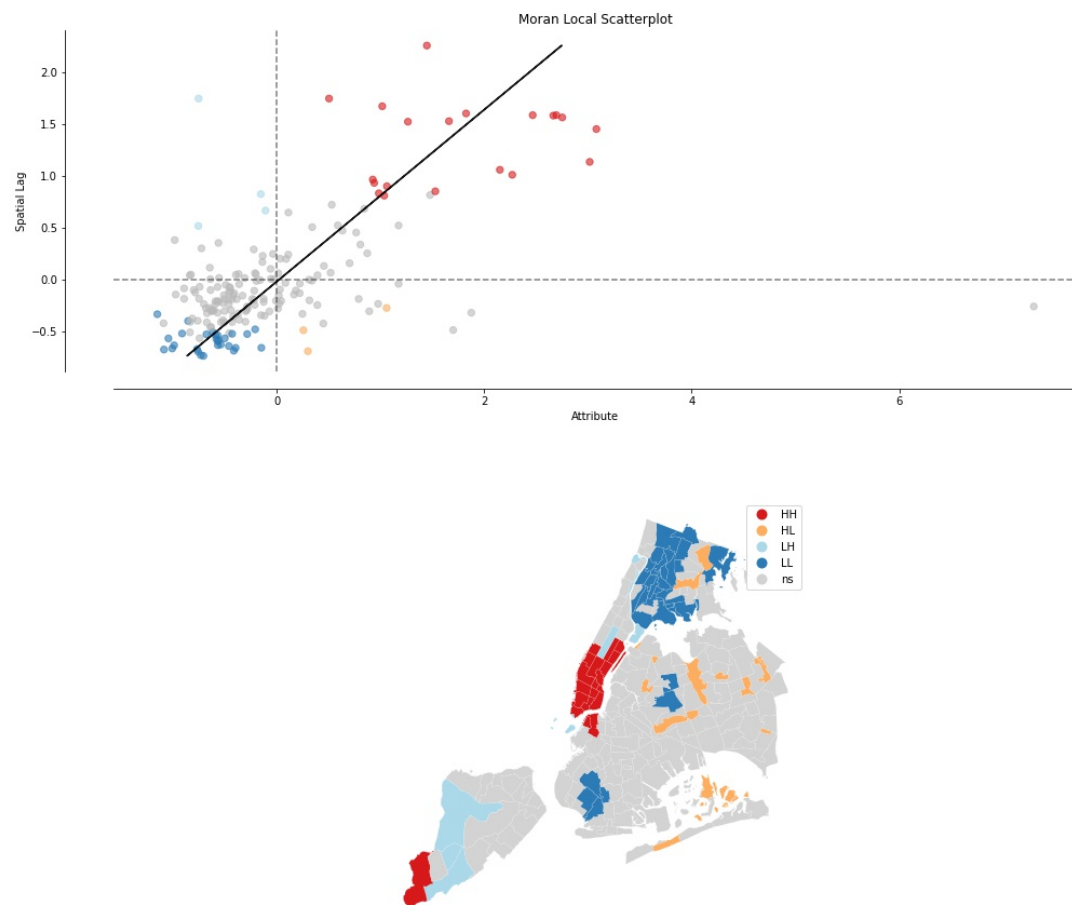 Moran Local Scatterplot
2.0
1.5
1.0
0.5
0.0
−0.5
Spatial Lag
0 2 4 6
Attribute
HH
HL
LH
LL
ns